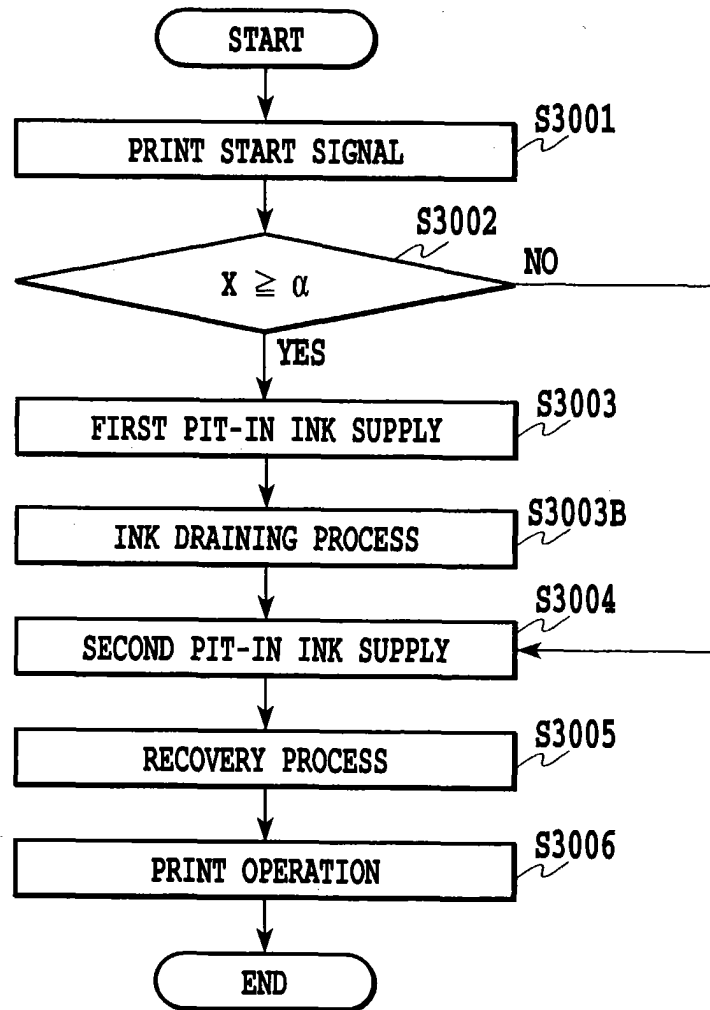 START
S3001
PRINT START SIGNAL
S3002
X ≧ α
NO
YES
S3003
FIRST PIT-IN INK SUPPLY
S3003B
INK DRAINING PROCESS
S3004
SECOND PIT-IN INK SUPPLY
S3005
RECOVERY PROCESS
S3006
PRINT OPERATION
END